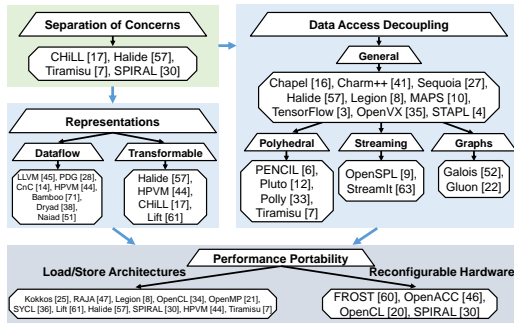 Separation of Concerns
CHiLL [17], Halide [57],
Tiramisu [7], SPIRAL [30]
Data Access Decoupling
General
Chapel [16], Charm++ [41], Sequoia [27],
Halide [57], Legion [8], MAPS [10],
TensorFlow [3], OpenVX [35], STAPL [4]
Polyhedral
PENCIL [6],
Pluto [12],
Polly [33],
Tiramisu [7]
Streaming
OpenSPL [9],
StreamIt [63]
Graphs
Galois [52],
Gluon [22]
Representations
Dataflow
LLVM [45], PDG [28],
CnC [14], HPVM [44],
Bamboo [71],
Dryad [38],
Naiad [51]
Transformable
Halide [57],
HPVM [44],
CHiLL [17],
Lift [61]
Performance Portability
Load/Store Architectures
Kokkos [25], RAJA [47], Legion [8], OpenCL [34], OpenMP [21],
SYCL [36], Lift [61], Halide [57], SPIRAL [30], HPVM [44], Tiramisu [7]
Reconfigurable Hardware
FROST [60], OpenACC [46],
OpenCL [20], SPIRAL [30]